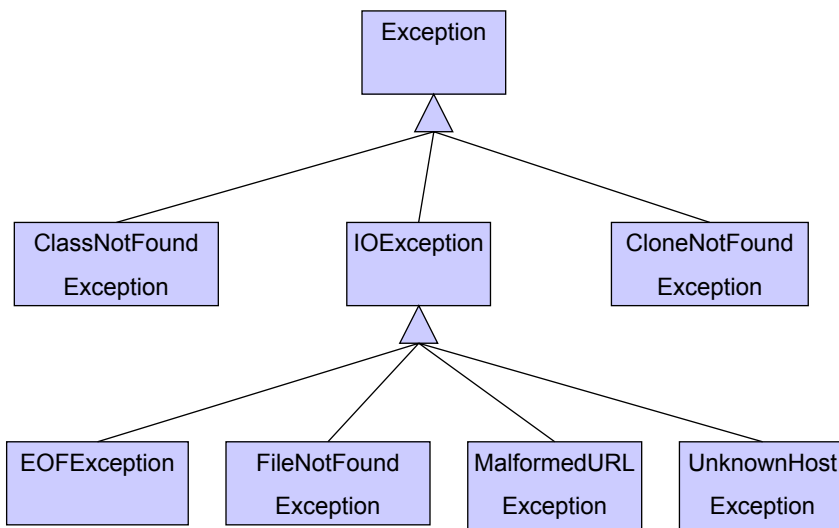 Exception
ClassNotFound
Exception
IOException
CloneNotFound
Exception
EOFException
FileNotFound
Exception
MalformedURL
Exception
UnknownHost
Exception